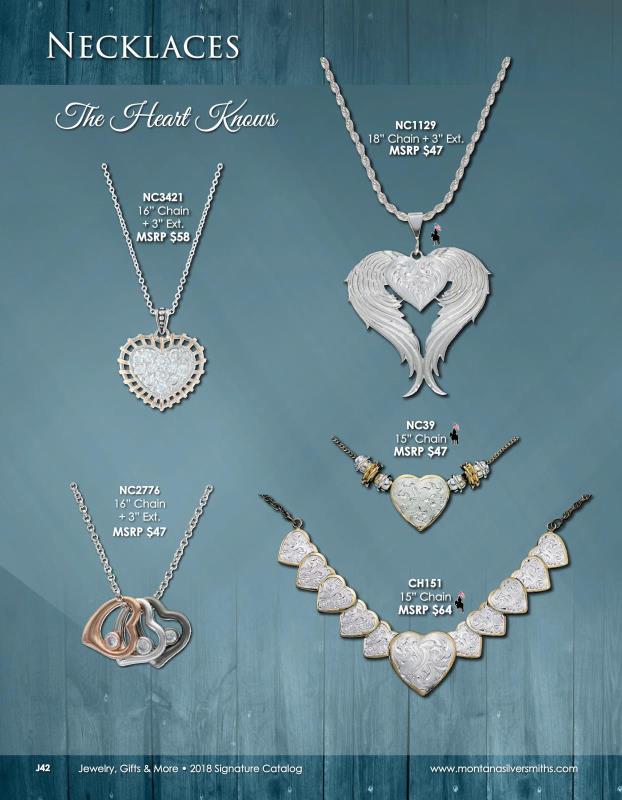 NECKLACES
The Heart Knows
NC1129
18" Chain + 3" Ext.
MSRP $47
NC3421
16" Chain
+ 3" Ext.
MSRP $58
NC39
15" Chain
MSRP $47
NC2776
16" Chain
+ 3" Ext.
MSRP $47
CH151
15" Chain
MSRP $64
J42 Jewelry, Gifts & More • 2018 Signature Catalog www.montanasilversmiths.com